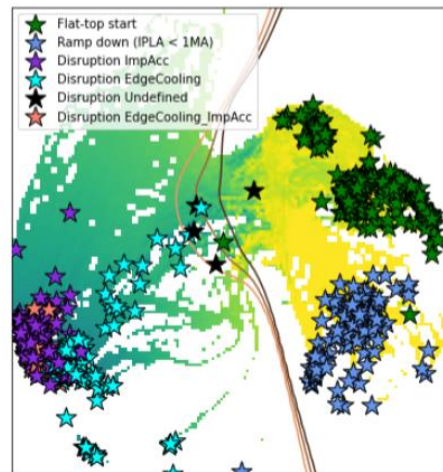 Flat-top start
Ramp down (IPLA < 1MA)
Disruption ImpAcc
Disruption EdgeCooling
Disruption Undefined
Disruption EdgeCooling_ImpAcc